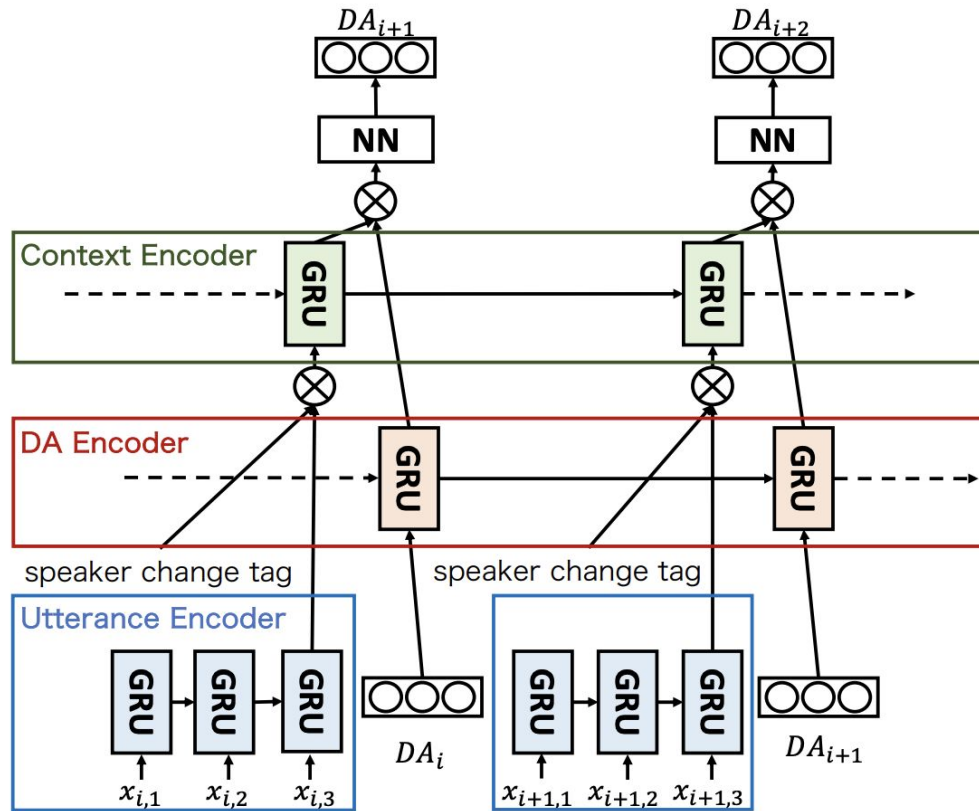 DA_{i+1} DA_{i+2}
NN NN
Context Encoder
GRU GRU
DA Encoder
GRU GRU
speaker change tag speaker change tag
Utterance Encoder
GRU GRU GRU GRU GRU GRU
DA_i DA_{i+1}
x_{i,1} x_{i,2} x_{i,3} x_{i+1,1} x_{i+1,2} x_{i+1,3}